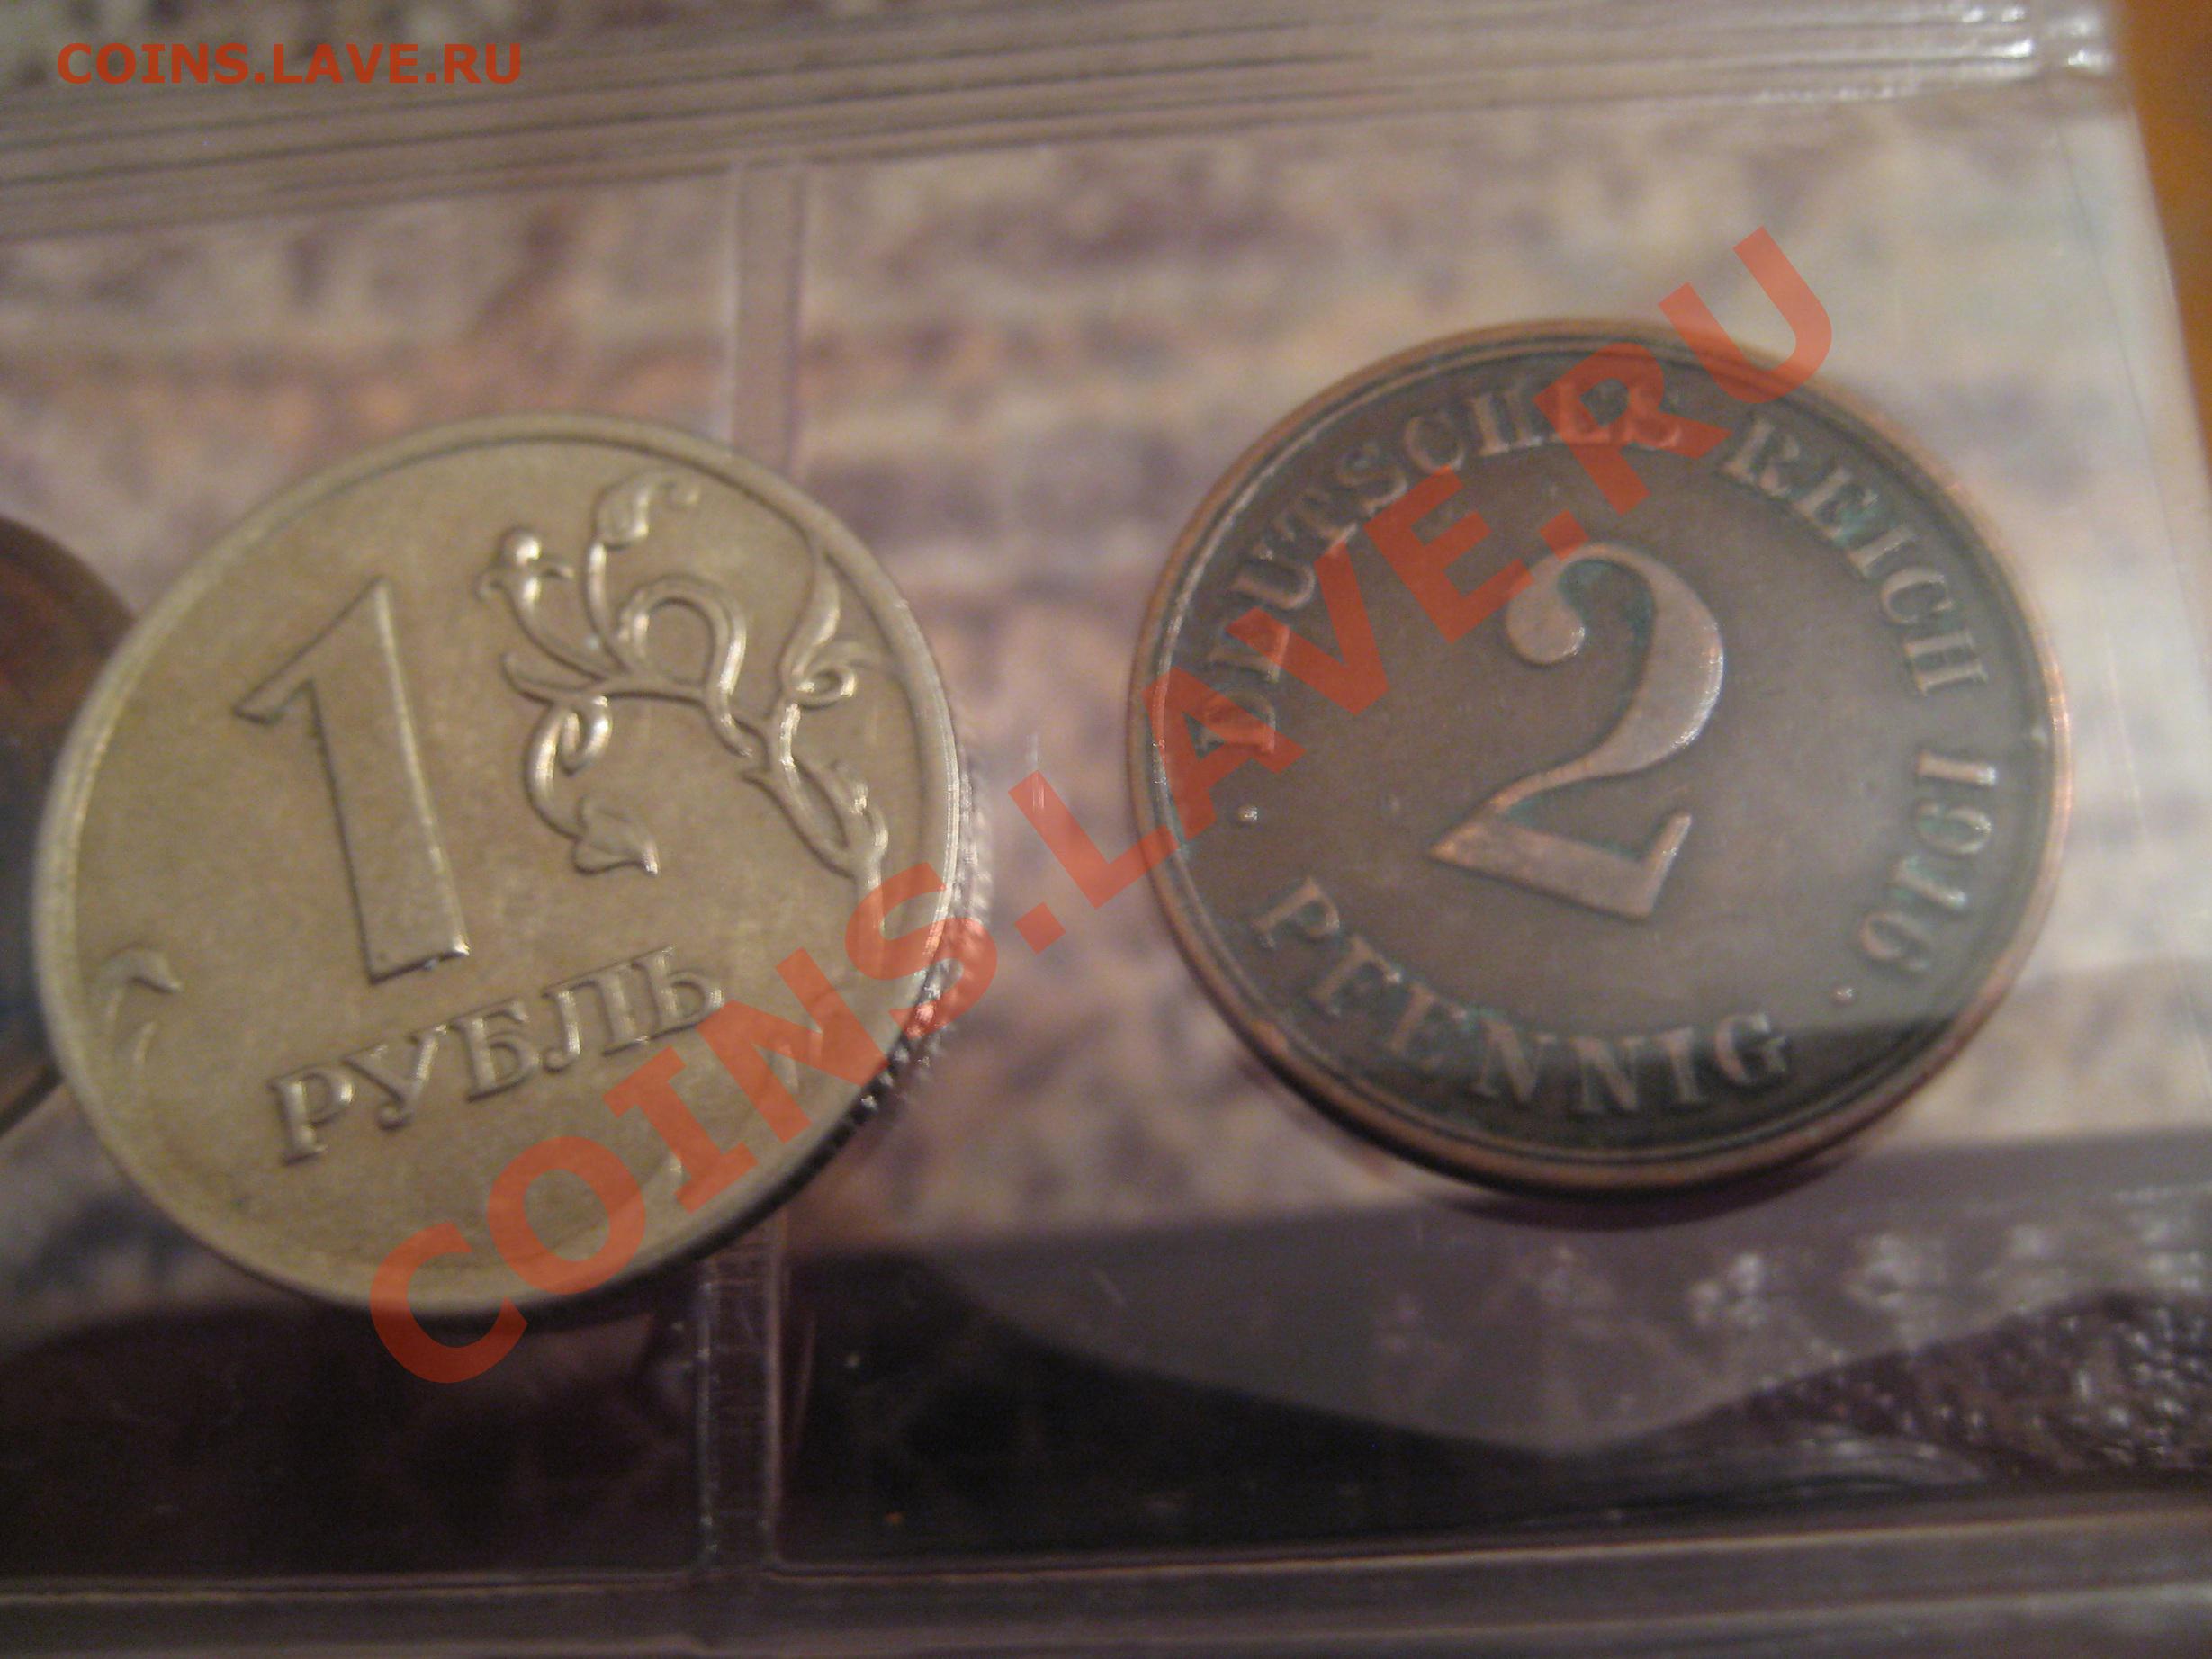 COINS.LAVE.RU
1
РУБЛЬ
DEUTSCHES REICH 1916
2
PFENNIG
COINS.LAVE.RU